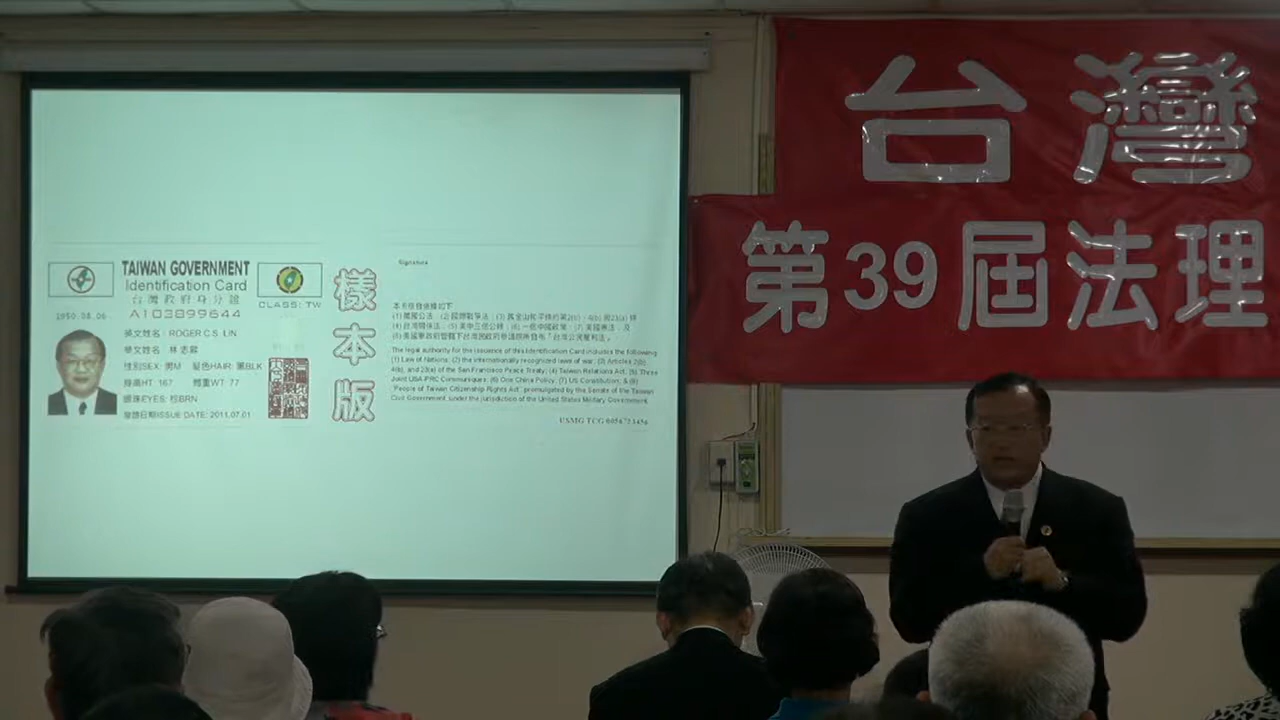 TAIWAN GOVERNMENT
Identification Card
台灣政府身分證
A103899644
1950.08.06
CLASS: TW
英文姓名: ROGER C.S. LIN
性別SEX: 男M 髮色HAIR: 黑BLK
身高HT: 167 體重WT: 77
眼珠EYES: 棕BRN
發證日期ISSUE DATE: 2011.07.01
樣本版
Signature
The legal authority for the issuance of this Identification Card includes the following:
(1) Law of Nations; (2) the internationally recognized laws of war; (3) Articles 2(b),
4(b), and 23(a) of the San Francisco Peace Treaty; (4) Taiwan Relations Act; (5) Three
Joint USA PRC Communiques; (6) One China Policy; (7) US Constitution; & (8)
"People of Taiwan Citizenship Rights Act" promulgated by the Senate of the Taiwan
Civil Government, under the jurisdiction of the United States Military Government.
台灣
第39屆法理